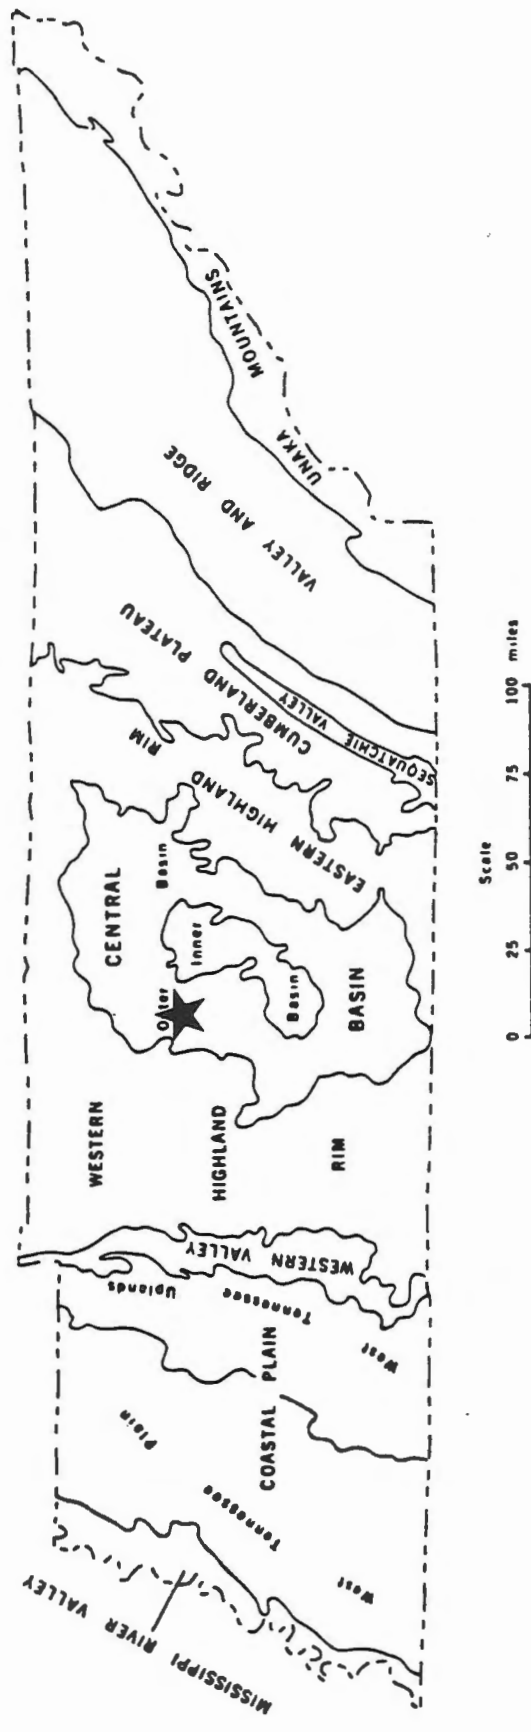 MISSISSIPPI RIVER VALLEY
West Tennessee Plain
COASTAL PLAIN
West Tennessee Uplands
WESTERN VALLEY
WESTERN
HIGHLAND
RIM
CENTRAL
BASIN
Outer
Basin
Inner
Basin
EASTERN HIGHLAND RIM
CUMBERLAND PLATEAU
SEQUATCHIE VALLEY
VALLEY AND RIDGE
UNAKA MOUNTAINS
Scale
0 25 50 75 100 miles